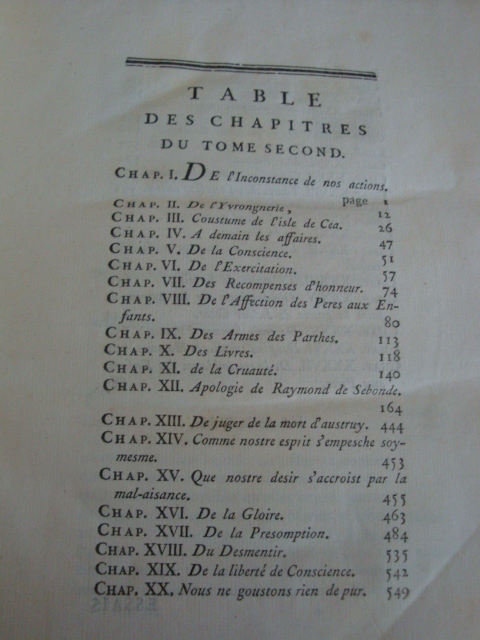 TABLE
DES CHAPITRES
DU TOME SECOND.
CHAP. I. DE l'Inconstance de nos actions.
page 1
CHAP. II. De l'Yvrongnerie, 12
CHAP. III. Coustume de l'isle de Cea. 26
CHAP. IV. A demain les affaires. 47
CHAP. V. De la Conscience. 51
CHAP. VI. De l'Exercitation. 57
CHAP. VII. Des Recompenses d'honneur. 74
CHAP. VIII. De l'Affection des Peres aux En-
fants. 80
CHAP. IX. Des Armes des Parthes. 113
CHAP. X. Des Livres. 118
CHAP. XI. de la Cruauté. 140
CHAP. XII. Apologie de Raymond de Sebonde.
164
CHAP. XIII. De juger de la mort d'austruy. 444
CHAP. XIV. Comme nostre esprit s'empesche soy-
mesme. 453
CHAP. XV. Que nostre desir s'accroist par la
mal-aisance. 455
CHAP. XVI. De la Gloire. 463
CHAP. XVII. De la Presomption. 484
CHAP. XVIII. Du Desmentir. 535
CHAP. XIX. De la liberté de Conscience. 542
CHAP. XX, Nous ne goustons rien de pur. 549